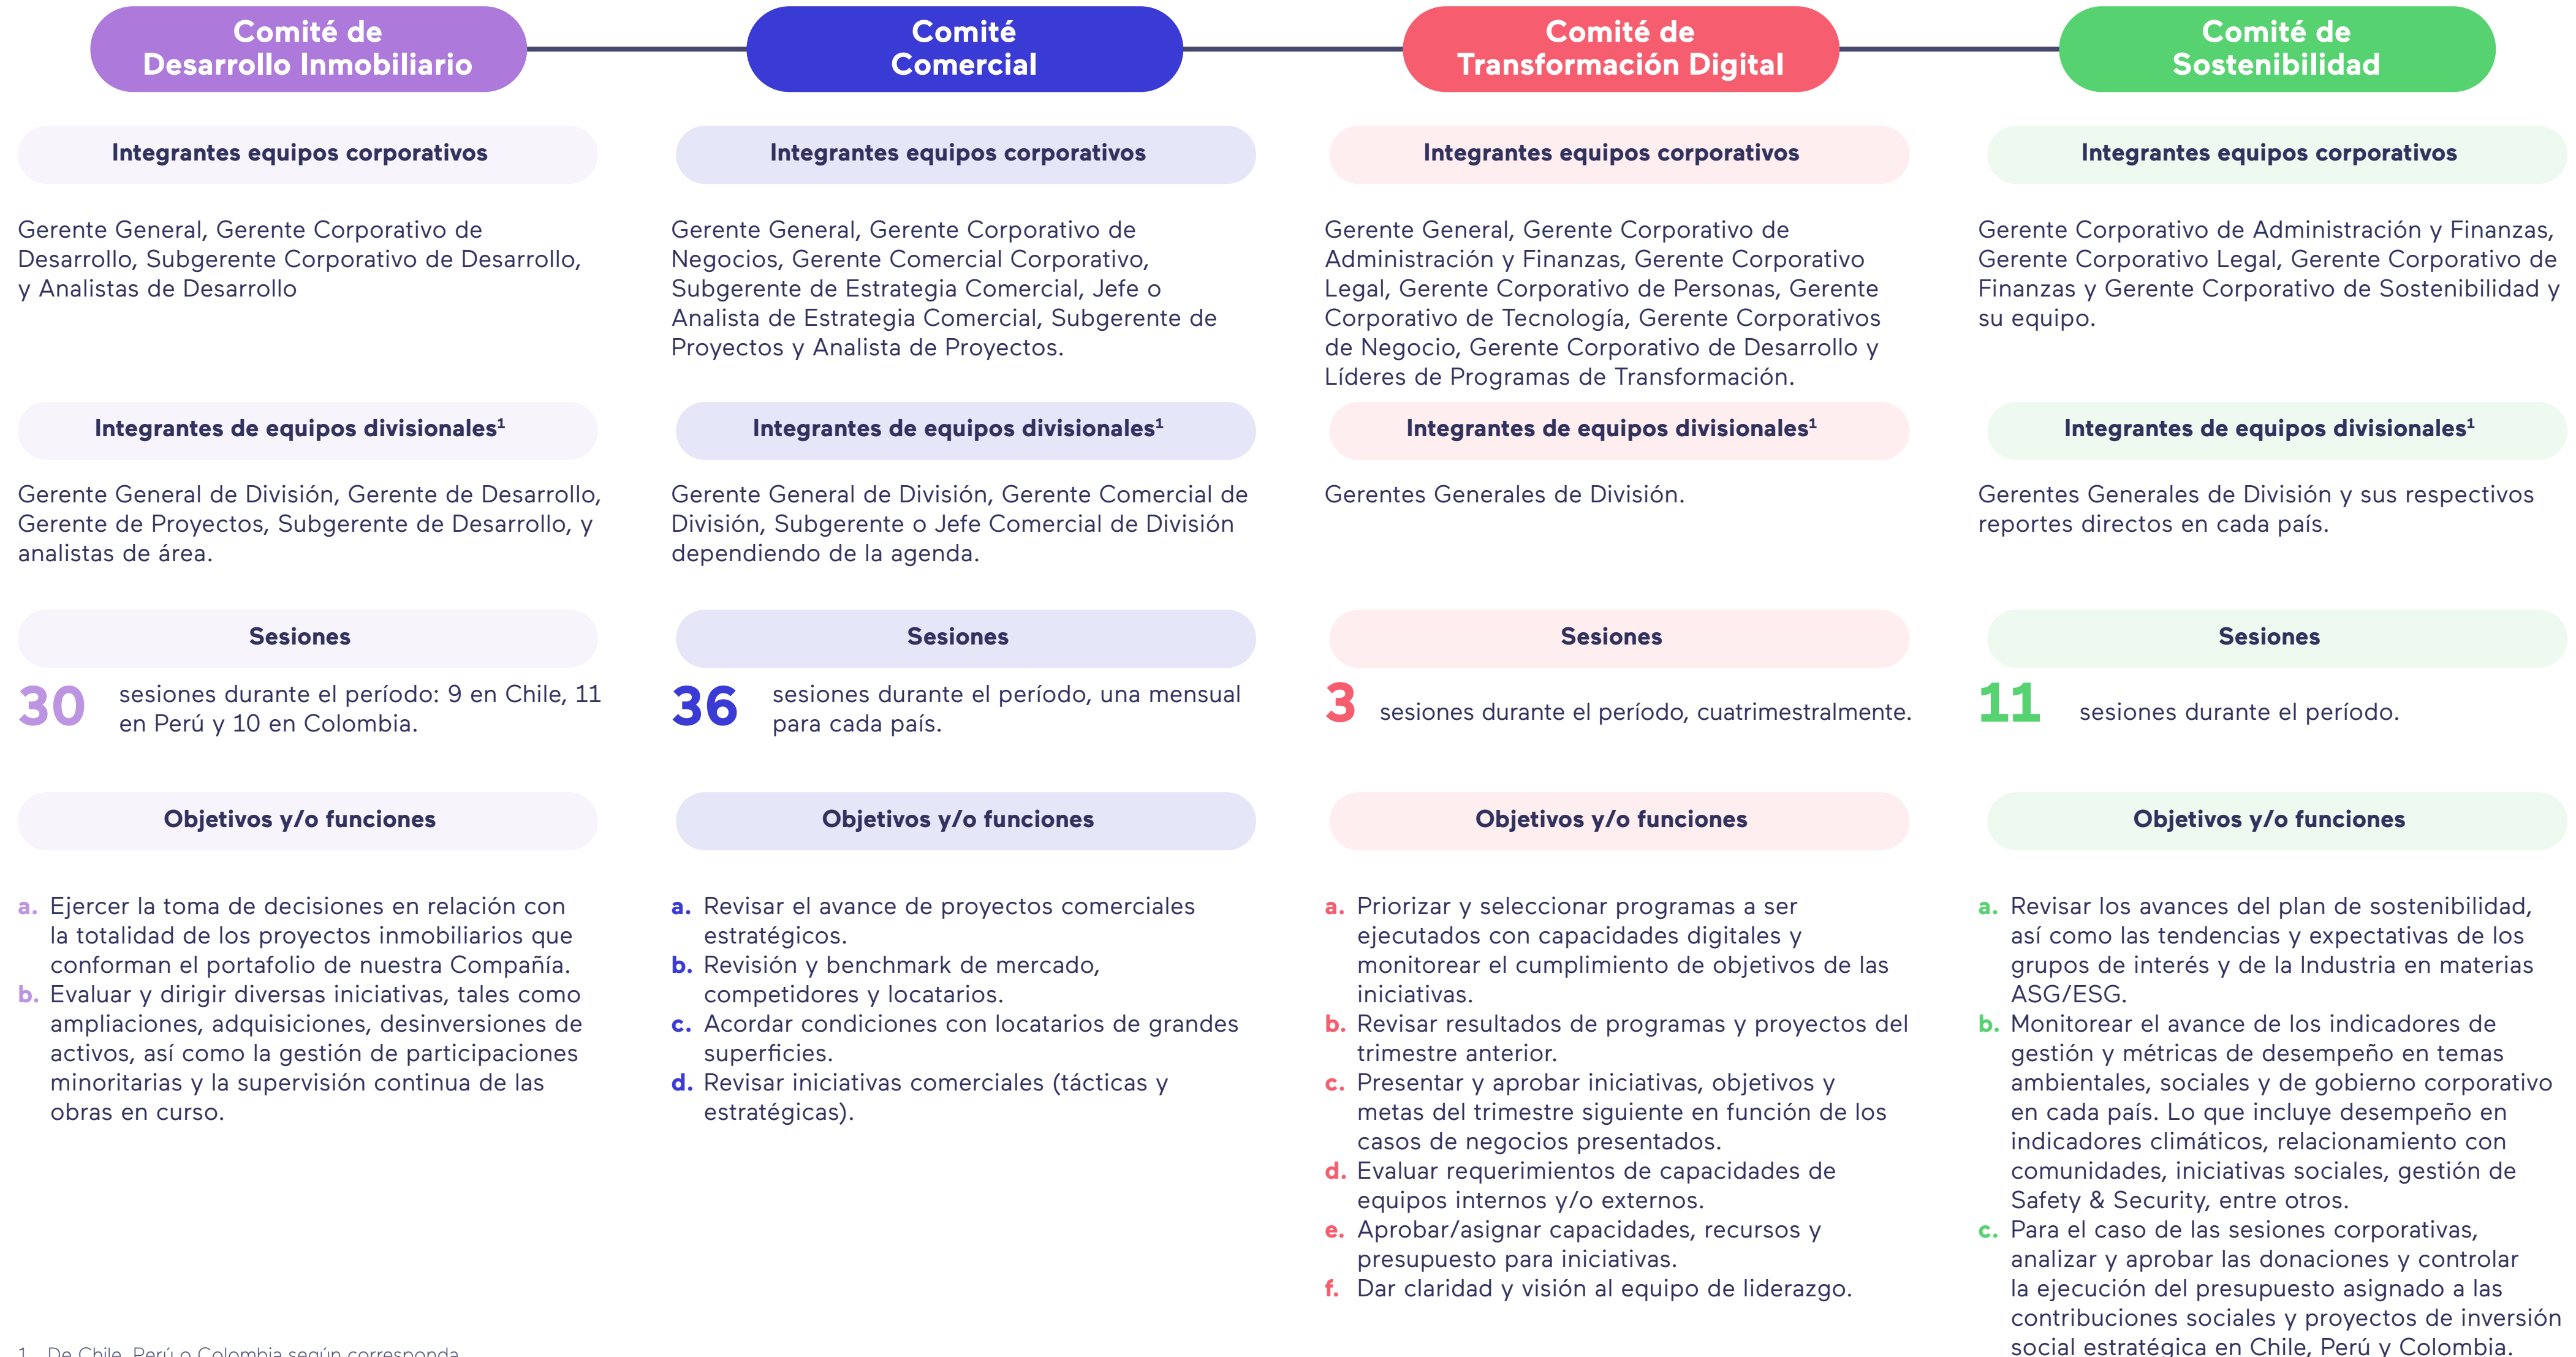 Comité de
Desarrollo Inmobiliario
Integrantes equipos corporativos
Gerente General, Gerente Corporativo de
Desarrollo, Subgerente Corporativo de Desarrollo,
y Analistas de Desarrollo
Integrantes de equipos divisionales¹
Gerente General de División, Gerente de Desarrollo,
Gerente de Proyectos, Subgerente de Desarrollo, y
analistas de área.
Sesiones
30 sesiones durante el período: 9 en Chile, 11
en Perú y 10 en Colombia.
Objetivos y/o funciones
a. Ejercer la toma de decisiones en relación con
la totalidad de los proyectos inmobiliarios que
conforman el portafolio de nuestra Compañía.
b. Evaluar y dirigir diversas iniciativas, tales como
ampliaciones, adquisiciones, desinversiones de
activos, así como la gestión de participaciones
minoritarias y la supervisión continua de las
obras en curso.
Comité
Comercial
Integrantes equipos corporativos
Gerente General, Gerente Corporativo de
Negocios, Gerente Comercial Corporativo,
Subgerente de Estrategia Comercial, Jefe o
Analista de Estrategia Comercial, Subgerente de
Proyectos y Analista de Proyectos.
Integrantes de equipos divisionales¹
Gerente General de División, Gerente Comercial de
División, Subgerente o Jefe Comercial de División
dependiendo de la agenda.
Sesiones
36 sesiones durante el período, una mensual
para cada país.
Objetivos y/o funciones
a. Revisar el avance de proyectos comerciales
estratégicos.
b. Revisión y benchmark de mercado,
competidores y locatarios.
c. Acordar condiciones con locatarios de grandes
superficies.
d. Revisar iniciativas comerciales (tácticas y
estratégicas).
Comité de
Transformación Digital
Integrantes equipos corporativos
Gerente General, Gerente Corporativo de
Administración y Finanzas, Gerente Corporativo
Legal, Gerente Corporativo de Personas, Gerente
Corporativo de Tecnología, Gerente Corporativos
de Negocio, Gerente Corporativo de Desarrollo y
Líderes de Programas de Transformación.
Integrantes de equipos divisionales¹
Gerentes Generales de División.
Sesiones
3 sesiones durante el período, cuatrimestralmente.
Objetivos y/o funciones
a. Priorizar y seleccionar programas a ser
ejecutados con capacidades digitales y
monitorear el cumplimiento de objetivos de las
iniciativas.
b. Revisar resultados de programas y proyectos del
trimestre anterior.
c. Presentar y aprobar iniciativas, objetivos y
metas del trimestre siguiente en función de los
casos de negocios presentados.
d. Evaluar requerimientos de capacidades de
equipos internos y/o externos.
e. Aprobar/asignar capacidades, recursos y
presupuesto para iniciativas.
f. Dar claridad y visión al equipo de liderazgo.
Comité de
Sostenibilidad
Integrantes equipos corporativos
Gerente Corporativo de Administración y Finanzas,
Gerente Corporativo Legal, Gerente Corporativo de
Finanzas y Gerente Corporativo de Sostenibilidad y
su equipo.
Integrantes de equipos divisionales¹
Gerentes Generales de División y sus respectivos
reportes directos en cada país.
Sesiones
11 sesiones durante el período.
Objetivos y/o funciones
a. Revisar los avances del plan de sostenibilidad,
así como las tendencias y expectativas de los
grupos de interés y de la Industria en materias
ASG/ESG.
b. Monitorear el avance de los indicadores de
gestión y métricas de desempeño en temas
ambientales, sociales y de gobierno corporativo
en cada país. Lo que incluye desempeño en
indicadores climáticos, relacionamiento con
comunidades, iniciativas sociales, gestión de
Safety & Security, entre otros.
c. Para el caso de las sesiones corporativas,
analizar y aprobar las donaciones y controlar
la ejecución del presupuesto asignado a las
contribuciones sociales y proyectos de inversión
social estratégica en Chile, Perú y Colombia.
1 De Chile, Perú o Colombia según corresponda